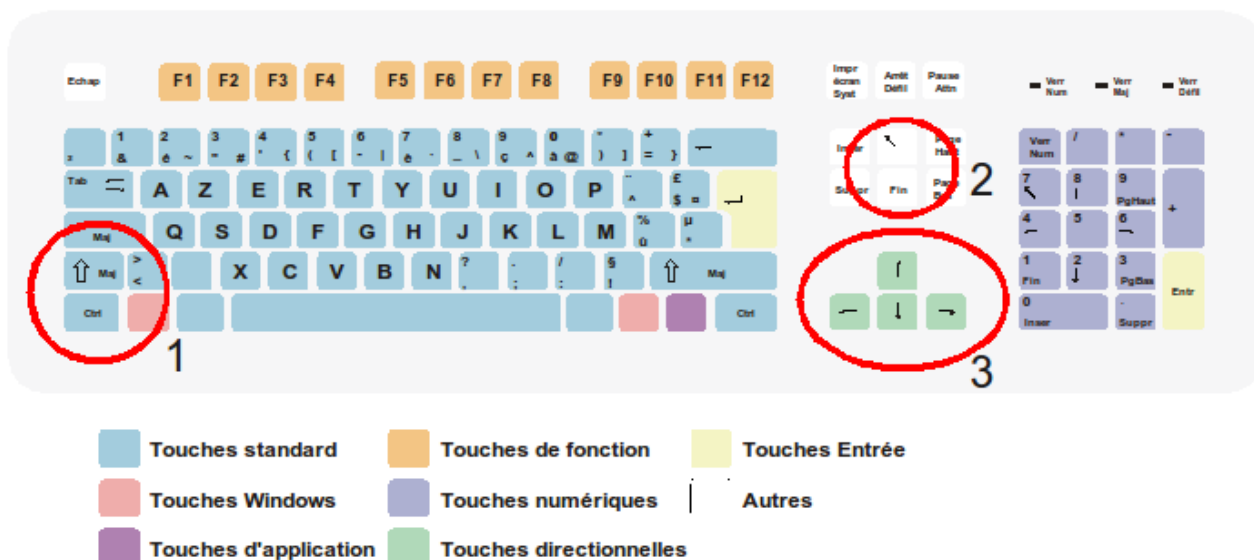 Echap F1 F2 F3 F4 F5 F6 F7 F8 F9 F10 F11 F12
Impr écran Syst
Arrêt Défil
Pause Attn
Verr Num
Verr Maj
Verr Défil
²
1 &
2 é ~
3 " #
4 ' {
5 ( [
6 - |
7 è `
8 _ \
9 ç ^
0 à @
° ) ]
+ = }
Inser
Page Haut
2
Verr Num
/
*
-
Tab A Z E R T Y U I O P
¨ ^
£ $ ¤
Suppr Fin
7
8
9 PgHaut
+
Maj Q S D F G H J K L M
% ù
µ *
4
5
6
Maj
> <
X C V B N
? ,
. ;
/ :
§ !
Maj
1 Fin
2
3 PgBas
Entr
Ctrl
Ctrl
0 Inser
. Suppr
1
3
Touches standard Touches de fonction Touches Entrée
Touches Windows Touches numériques Autres
Touches d'application Touches directionnelles